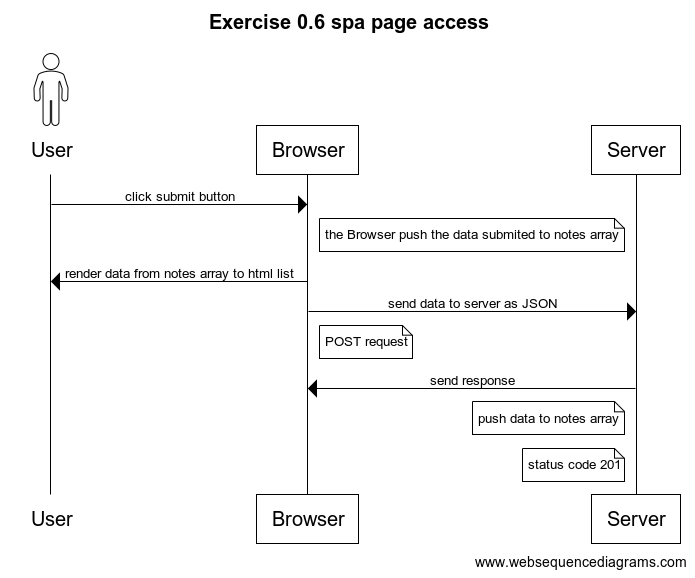 Exercise 0.6 spa page access
User
Browser
Server
click submit button
the Browser push the data submited to notes array
render data from notes array to html list
send data to server as JSON
POST request
send response
push data to notes array
status code 201
User
Browser
Server
www.websequencediagrams.com